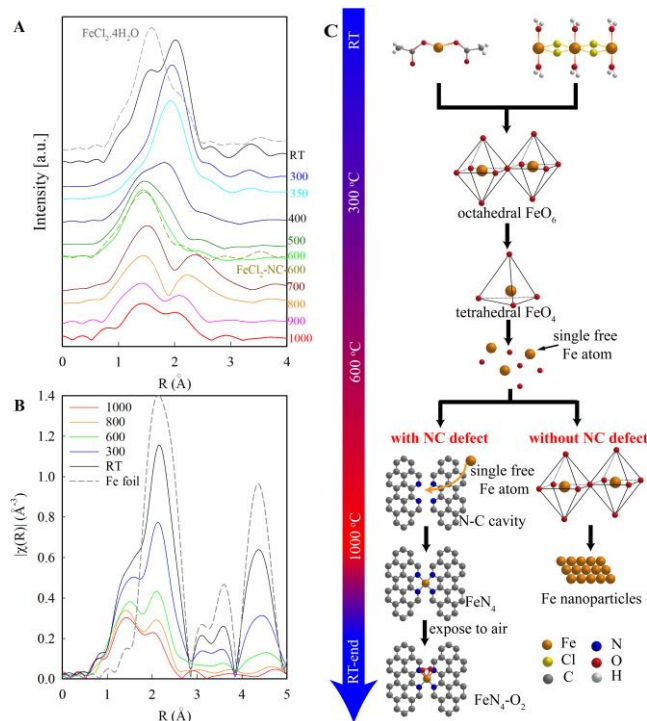 A
FeCl₂.4H₂O
RT
300
350
400
500
600
FeCl₂-NC-600
700
800
900
1000
Intensity [a.u.]
0 1 2 3 4
R (Å)
B
1000
800
600
300
RT
Fe foil
1.4
1.2
1.0
0.8
0.6
0.4
0.2
0.0
|χ(R)| (Å⁻³)
0 1 2 3 4 5
R (Å)
C
RT
300 °C
600 °C
1000 °C
RT-end
octahedral FeO₆
tetrahedral FeO₄
single free
Fe atom
with NC defect
without NC defect
single free
Fe atom
N-C cavity
FeN₄
Fe nanoparticles
expose to air
FeN₄-O₂
Fe N
Cl O
C H